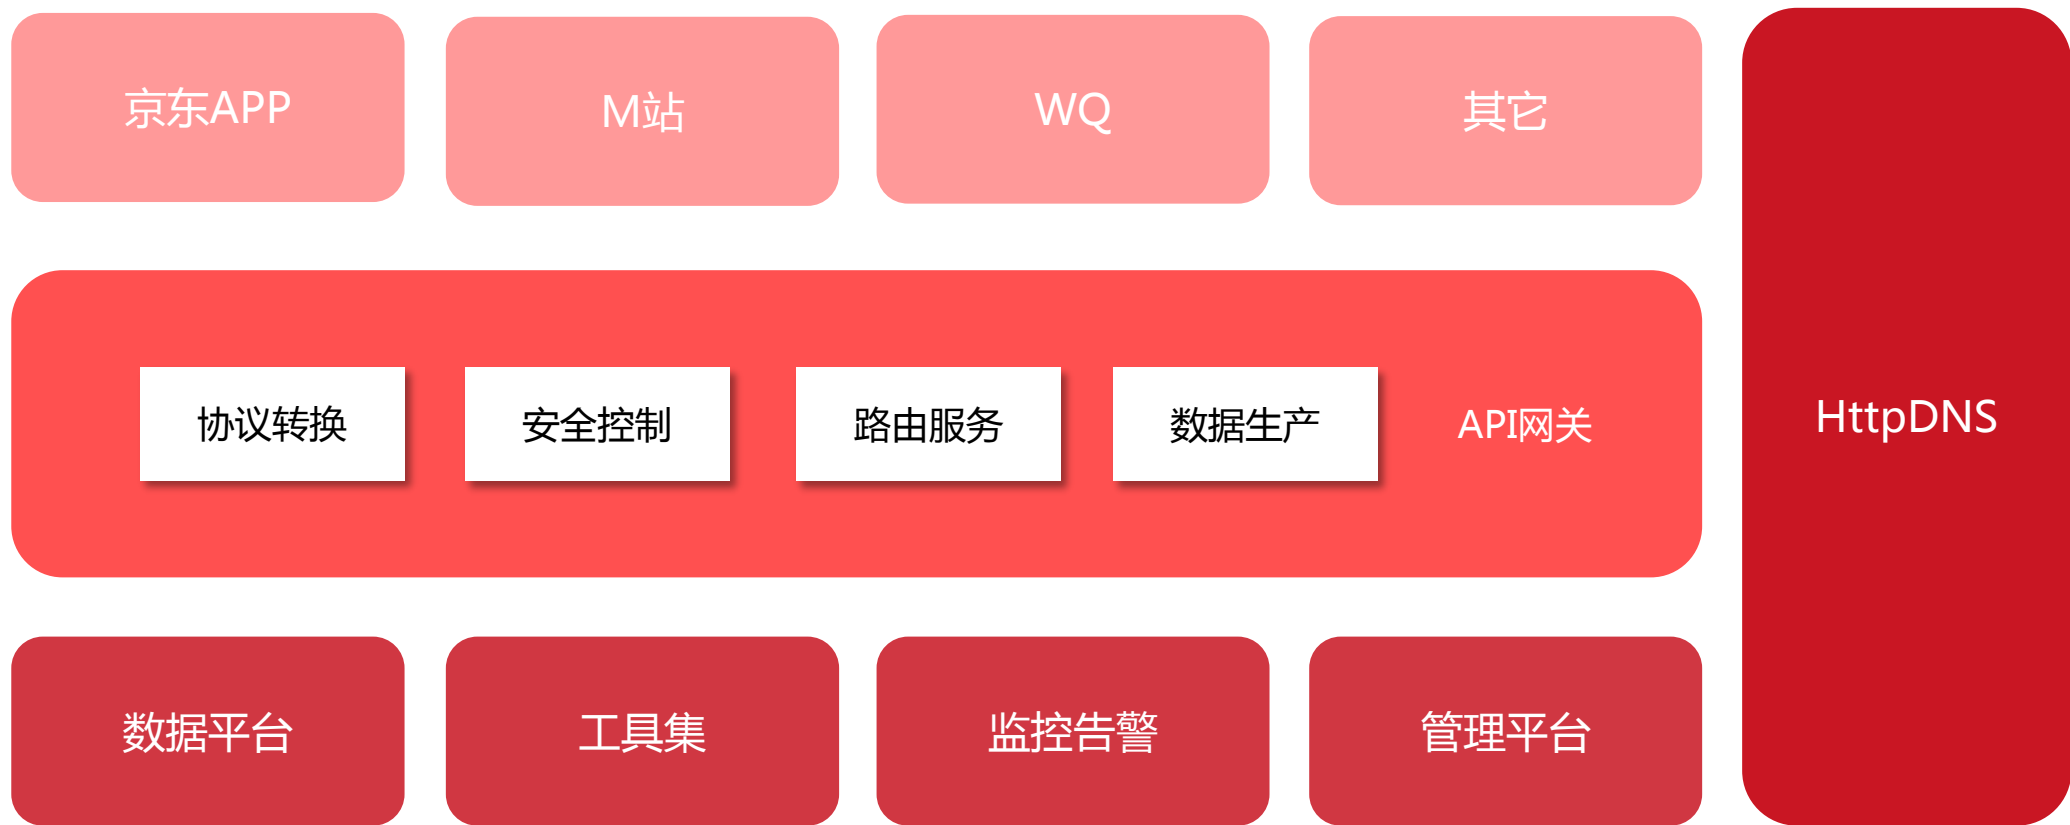 京东APP
M站
WQ
其它
协议转换
安全控制
路由服务
数据生产
API网关
HttpDNS
数据平台
工具集
监控告警
管理平台